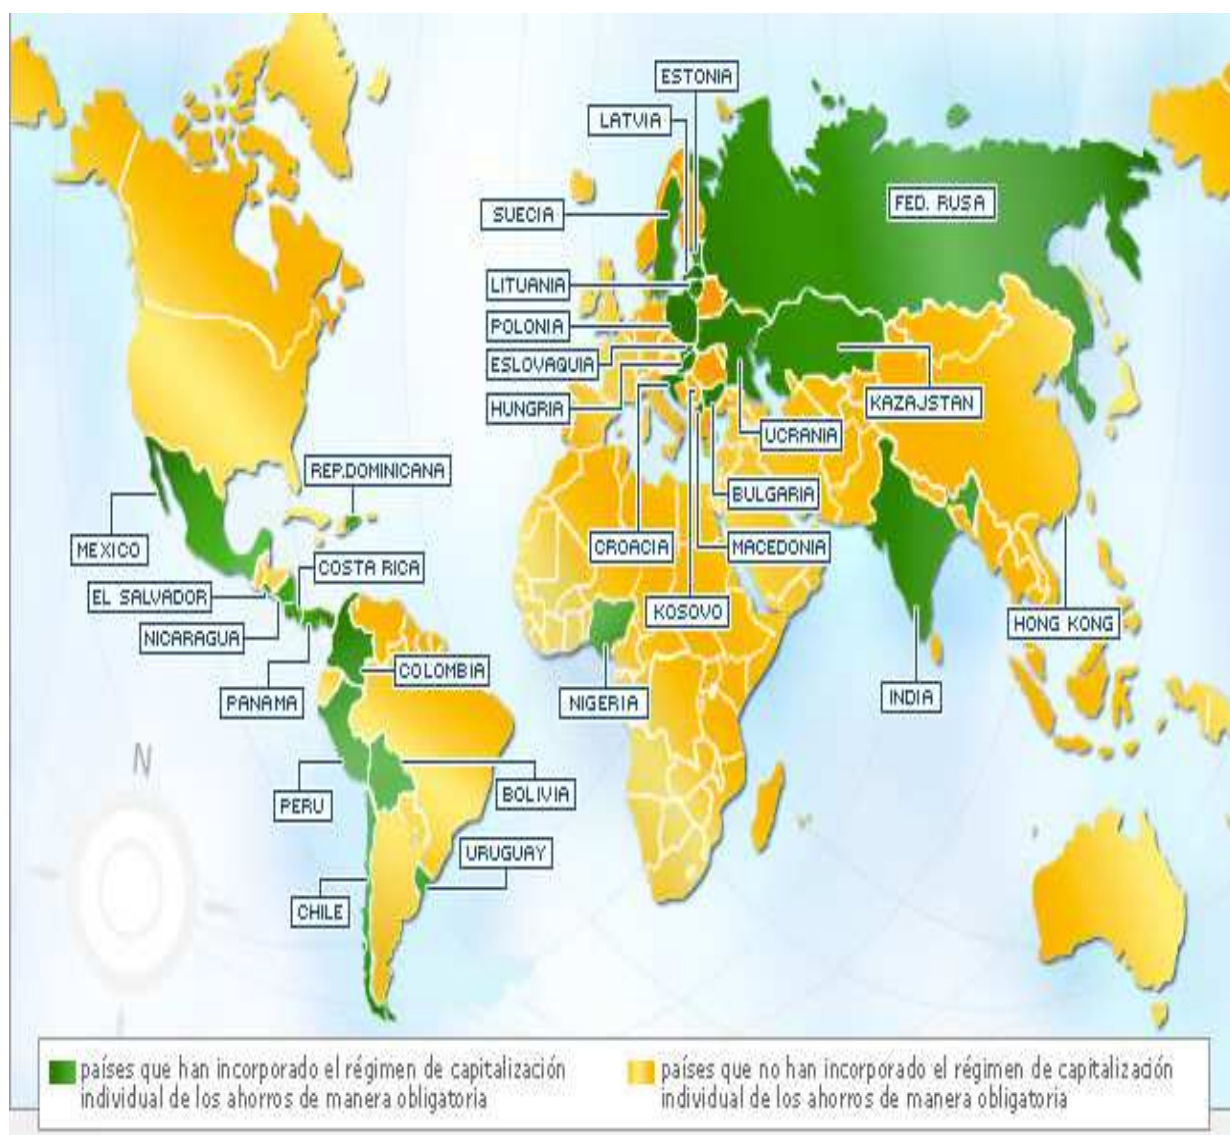 ESTONIA
LATVIA
FED. RUSA
SUECIA
LITUANIA
POLONIA
ESLOVAQUIA
HUNGRIA
KAZAJSTAN
UCRANIA
REP.DOMINICANA
BULGARIA
MEXICO
CROACIA
MACEDONIA
COSTA RICA
EL SALVADOR
KOSOVO
HONG KONG
NICARAGUA
COLOMBIA
PANAMA
NIGERIA
INDIA
N
PERU
BOLIVIA
URUGUAY
CHILE
países que han incorporado el régimen de capitalización
individual de los ahorros de manera obligatoria
países que no han incorporado el régimen de capitalización
individual de los ahorros de manera obligatoria